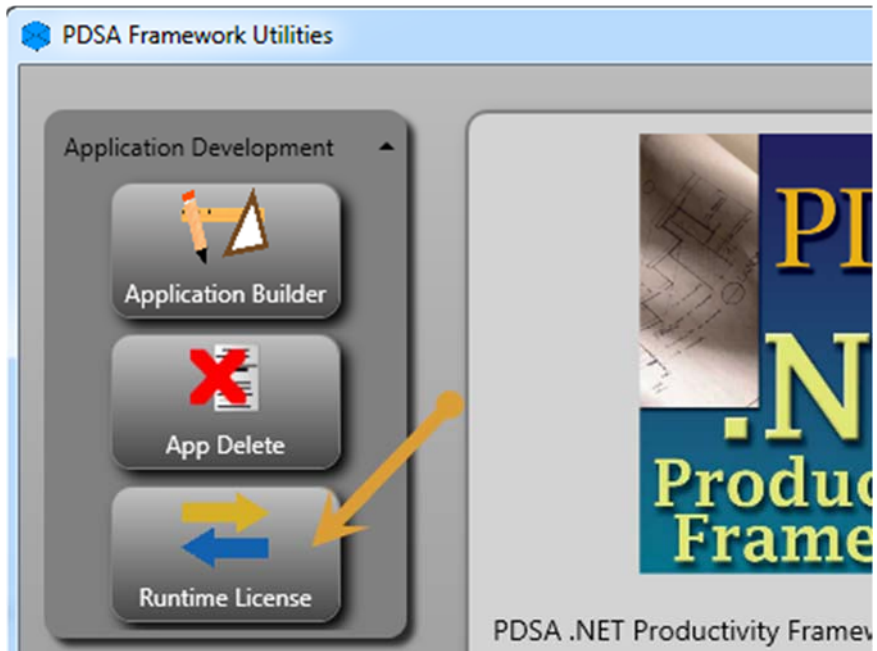 PDSA Framework Utilities
Application Development
Application Builder
App Delete
Runtime License
.N
Produc
Frame
PDSA .NET Productivity Framew